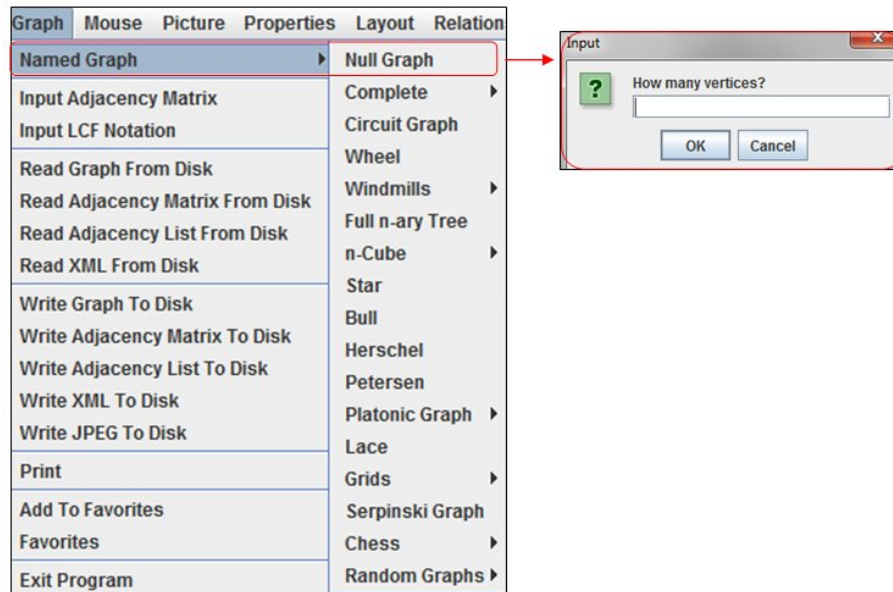 Graph Mouse Picture Properties Layout Relation
Named Graph
Input Adjacency Matrix
Input LCF Notation
Read Graph From Disk
Read Adjacency Matrix From Disk
Read Adjacency List From Disk
Read XML From Disk
Write Graph To Disk
Write Adjacency Matrix To Disk
Write Adjacency List To Disk
Write XML To Disk
Write JPEG To Disk
Print
Add To Favorites
Favorites
Exit Program
Null Graph
Complete
Circuit Graph
Wheel
Windmills
Full n-ary Tree
n-Cube
Star
Bull
Herschel
Petersen
Platonic Graph
Lace
Grids
Serpinski Graph
Chess
Random Graphs
Input
X
?
How many vertices?
OK Cancel